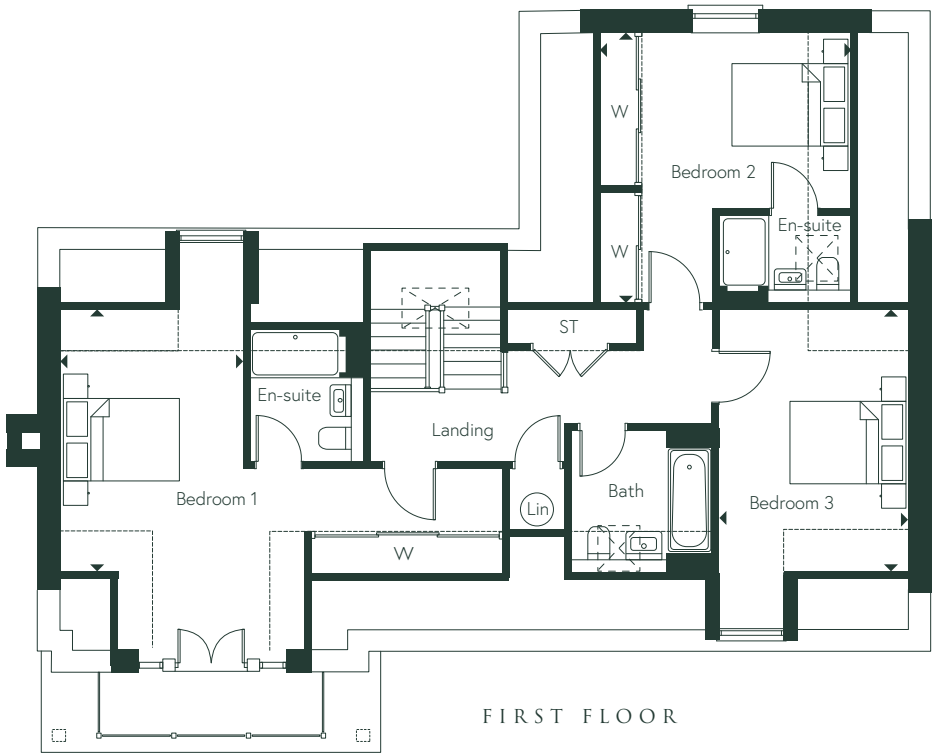 W
Bedroom 2
En-suite
W
ST
En-suite
Landing
Bedroom 1
Lin
Bath
Bedroom 3
W
FIRST FLOOR